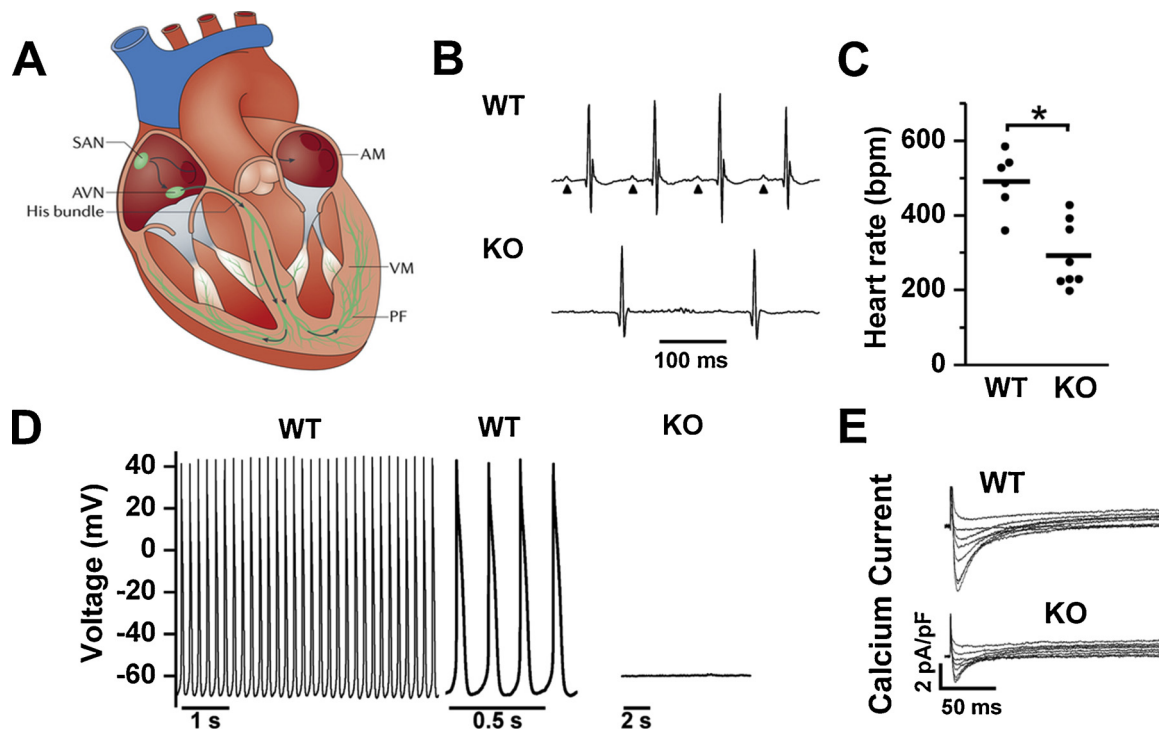 A
SAN
AVN
His bundle
AM
VM
PF
B
WT
KO
100 ms
C
*
Heart rate (bpm)
600
400
200
0
WT KO
D
WT WT KO
Voltage (mV)
40
20
0
-20
-40
-60
1 s 0.5 s 2 s
E
Calcium Current
WT
KO
2 pA/pF
50 ms